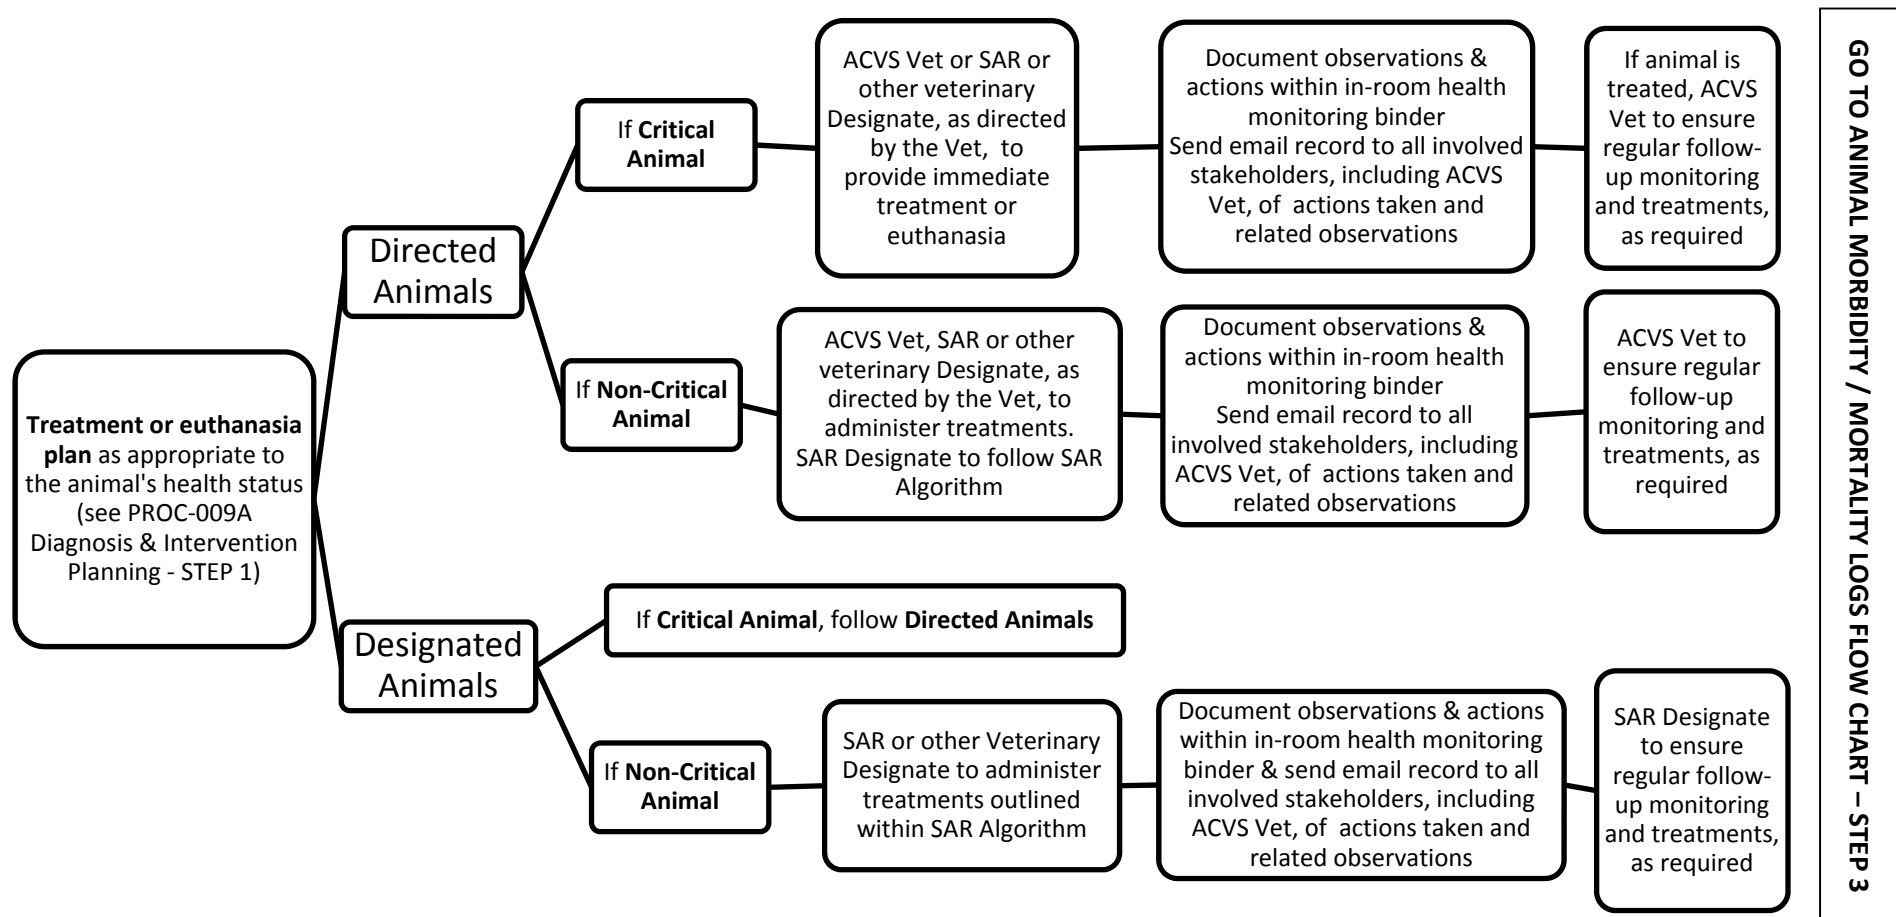 Treatment or euthanasia
plan as appropriate to
the animal's health status
(see PROC-009A
Diagnosis & Intervention
Planning - STEP 1)
Directed
Animals
If Critical
Animal
ACVS Vet or SAR or
other veterinary
Designate, as directed
by the Vet, to
provide immediate
treatment or
euthanasia
Document observations &
actions within in-room health
monitoring binder
Send email record to all involved
stakeholders, including ACVS
Vet, of actions taken and
related observations
If animal is
treated, ACVS
Vet to ensure
regular follow-
up monitoring
and treatments,
as required
If Non-Critical
Animal
ACVS Vet, SAR or other
veterinary Designate, as
directed by the Vet, to
administer treatments.
SAR Designate to follow SAR
Algorithm
Document observations &
actions within in-room health
monitoring binder
Send email record to all
involved stakeholders, including
ACVS Vet, of actions taken and
related observations
ACVS Vet to
ensure regular
follow-up
monitoring and
treatments, as
required
Designated
Animals
If Critical Animal, follow Directed Animals
If Non-Critical
Animal
SAR or other Veterinary
Designate to administer
treatments outlined
within SAR Algorithm
Document observations & actions
within in-room health monitoring
binder & send email record to all
involved stakeholders, including
ACVS Vet, of actions taken and
related observations
SAR Designate
to ensure
regular follow-
up monitoring
and treatments,
as required
GO TO ANIMAL MORBIDITY / MORTALITY LOGS FLOW CHART – STEP 3